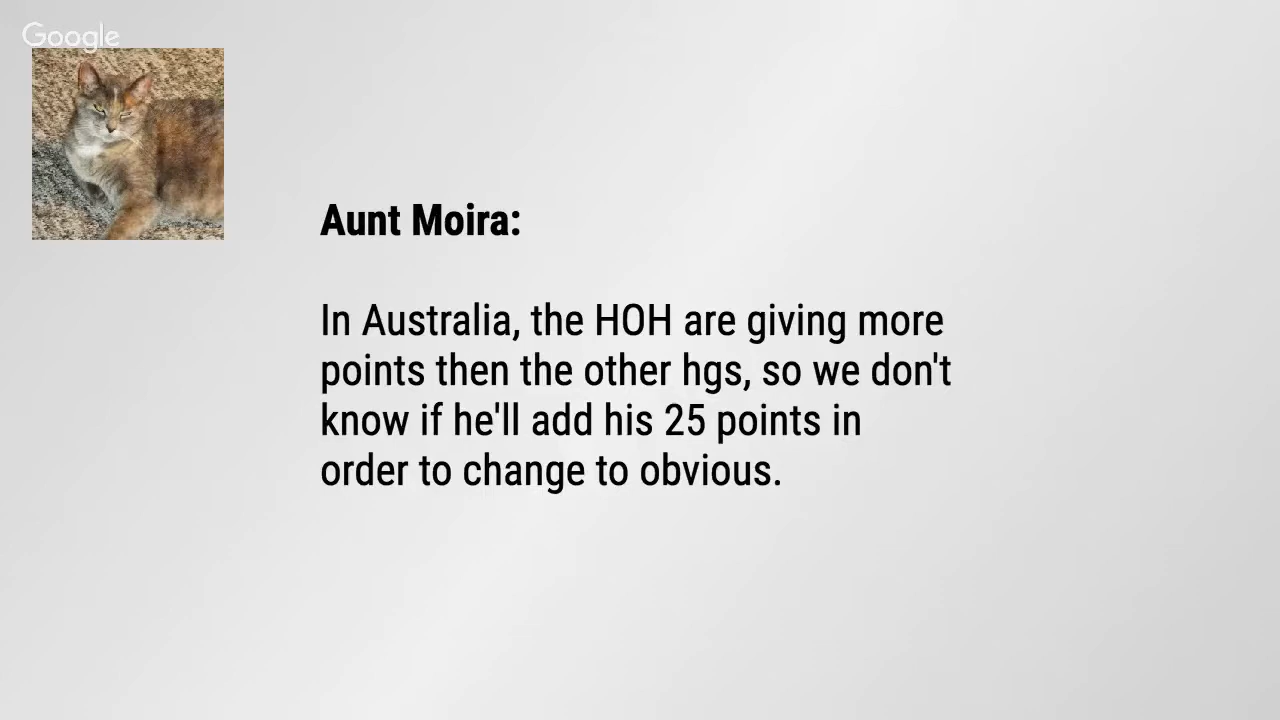 Google
Aunt Moira:
In Australia, the HOH are giving more
points then the other hgs, so we don't
know if he'll add his 25 points in
order to change to obvious.